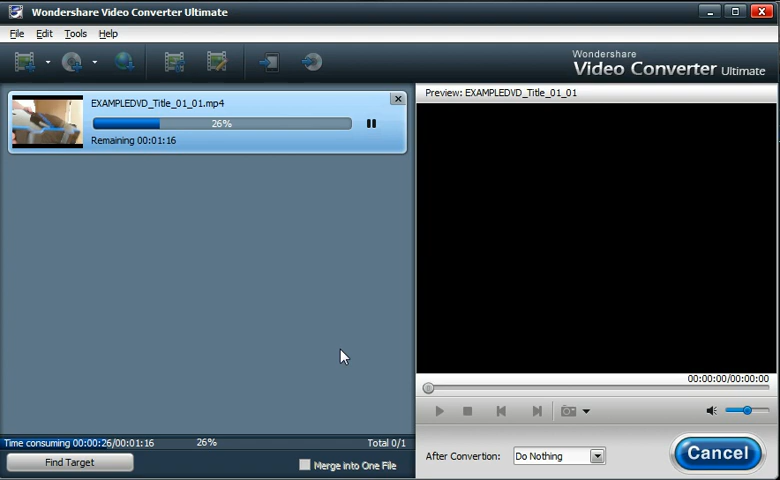 Wondershare Video Converter Ultimate
File Edit Tools Help
Wondershare
Video Converter Ultimate
EXAMPLEDVD_Title_01_01.mp4
26%
Remaining 00:01:16
Preview: EXAMPLEDVD_Title_01_01
00:00:00/00:00:00
Time consuming 00:00:26/00:01:16 26% Total 0/1
Find Target
Merge into One File
After Convertion: Do Nothing
Cancel